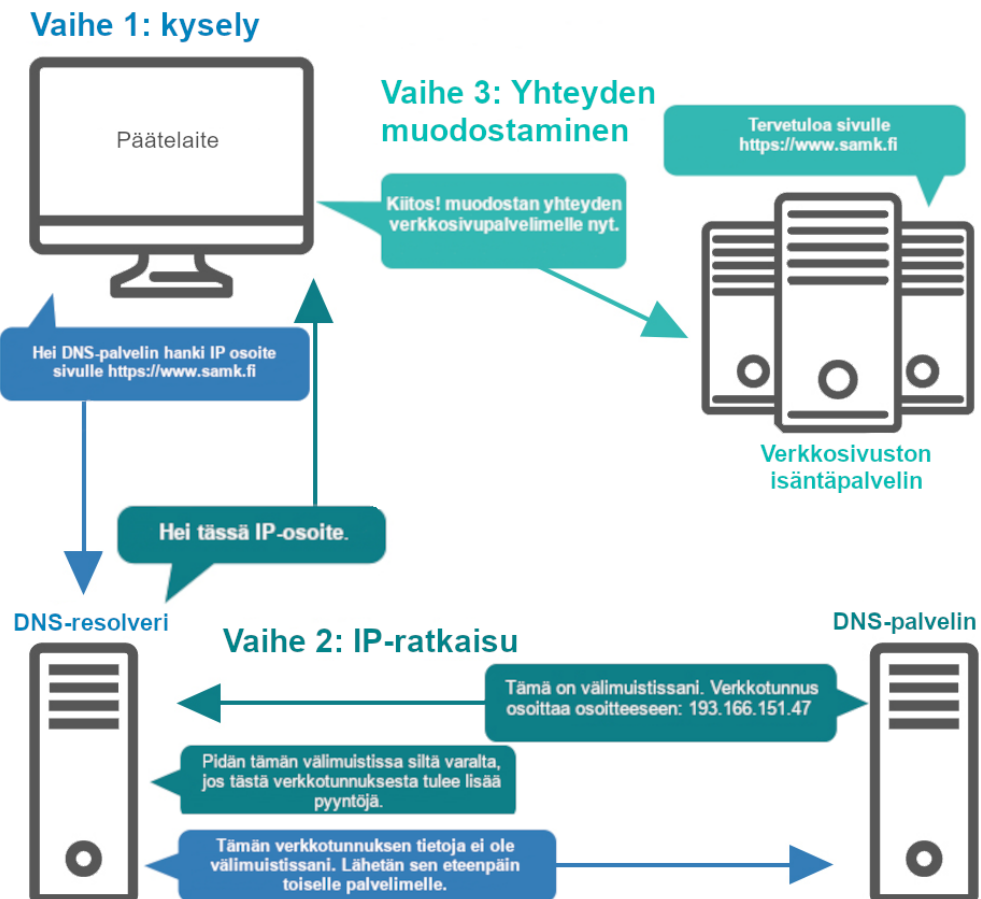 Vaihe 1: kysely
Päätelaite
Hei DNS-palvelin hanki IP osoite
sivulle https://www.samk.fi
DNS-resolveri
Vaihe 2: IP-ratkaisu
DNS-palvelin
Tämän verkkotunnuksen tietoja ei ole
välimuistissani. Lähetän sen eteenpäin
toiselle palvelimelle.
Tämä on välimuistissani. Verkkotunnus
osoittaa osoitteeseen: 193.166.151.47
Pidän tämän välimuistissa siltä varalta,
jos tästä verkkotunnuksesta tulee lisää
pyyntöjä.
Hei tässä IP-osoite.
Vaihe 3: Yhteyden
muodostaminen
Kiitos! muodostan yhteyden
verkkosivupalvelimelle nyt.
Tervetuloa sivulle
https://www.samk.fi
Verkkosivuston
isäntäpalvelin